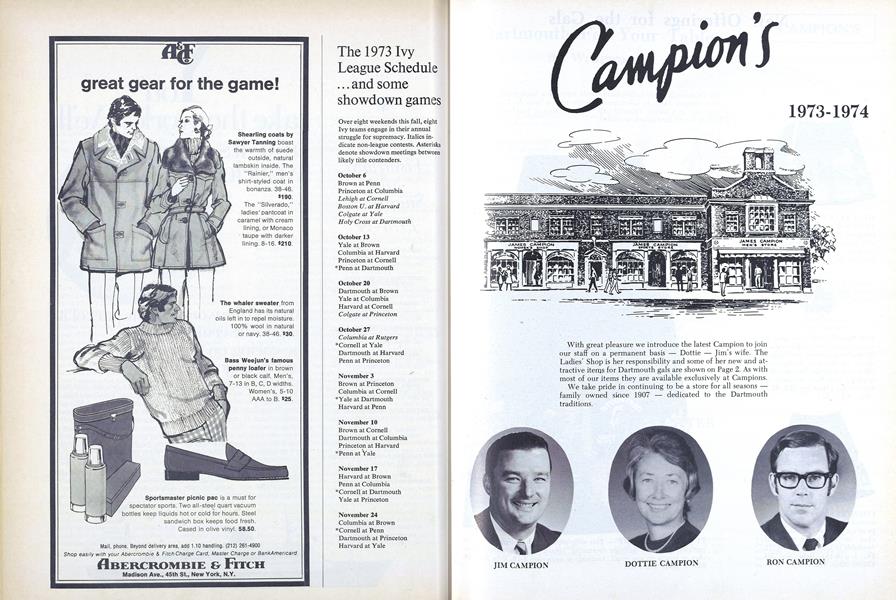 A&F
great gear for the game!
Shearling coats by
Sawyer Tanning boast
the warmth of suede
outside, natural
lambskin inside. The
"Rainier," men's
shirt-styled coat in
bonanza. 38-46.
$190.
The "Silverado,"
ladies' pantcoat in
caramel with cream
lining, or Monaco
taupe with darker
lining. 8-16. $210.
The whaler sweater from
England has its natural
oils left in to repel moisture.
100% wool in natural
or navy. 38-46. $30.
Bass Weejun's famous
penny loafer in brown
or black calf. Men's,
7-13 in B, C, D widths.
Women's, 5-10
AAA to B. $25.
Sportsmaster picnic pac is a must for
spectator sports. Two all-steel quart vacuum
bottles keep liquids hot or cold for hours. Steel
sandwich box keeps food fresh.
Cased in olive vinyl. 58.50.
Mail, phone. Beyond delivery area, add 1.10 handling. (212) 261-4900
Shop easily with your Abercrombie & Fitch Charge Card, Master Charge or BankAmericard
ABERCROMBIE & FITCH
Madison Ave., 45th St., New York, N.Y.
The 1973 Ivy
League Schedule
...and some
showdown games
Over eight weekends this fall, eight
Ivy teams engage in their annual
struggle for supremacy. Italics in-
dicate non-league contests. Asterisks
denote showdown meetings between
likely title contenders.
October 6
Brown at Penn
Princeton at Columbia
Lehigh at Cornell
Boston U. at Harvard
Colgate at Yale
Holy Cross at Dartmouth
October 13
Yale at Brown
Columbia at Harvard
Princeton at Cornell
*Penn at Dartmouth
October 20
Dartmouth at Brown
Yale at Columbia
Harvard at Cornell
Colgate at Princeton
October 27
Columbia at Rutgers
*Cornell at Yale
Dartmouth at Harvard
Penn at Princeton
November 3
Brown at Princeton
Columbia at Cornell
*Yale at Dartmouth
Harvard at Penn
November 10
Brown at Cornell
Dartmouth at Columbia
Princeton at Harvard
*Penn at Yale
November 17
Harvard at Brown
Penn at Columbia
*Cornell at Dartmouth
Yale at Princeton
November 24
Columbia at Brown
*Cornell at Penn
Dartmouth at Princeton
Harvard at Yale
Campion's
1973-1974
JAMES CAMPION
JAMES CAMPION
JAMES CAMPION
MEN'S STORE
With great pleasure we introduce the latest Campion to join
our staff on a permanent basis — Dottie — Jim's wife. The
Ladies' Shop is her responsibility and some of her new and at-
tractive items for Dartmouth gals are shown on Page 2. As with
most of our items they are available exclusively at Campions.
We take pride in continuing to be a store for all seasons —
family owned since 1907 — dedicated to the Dartmouth
traditions.
JIM CAMPION
DOTTIE CAMPION
RON CAMPION